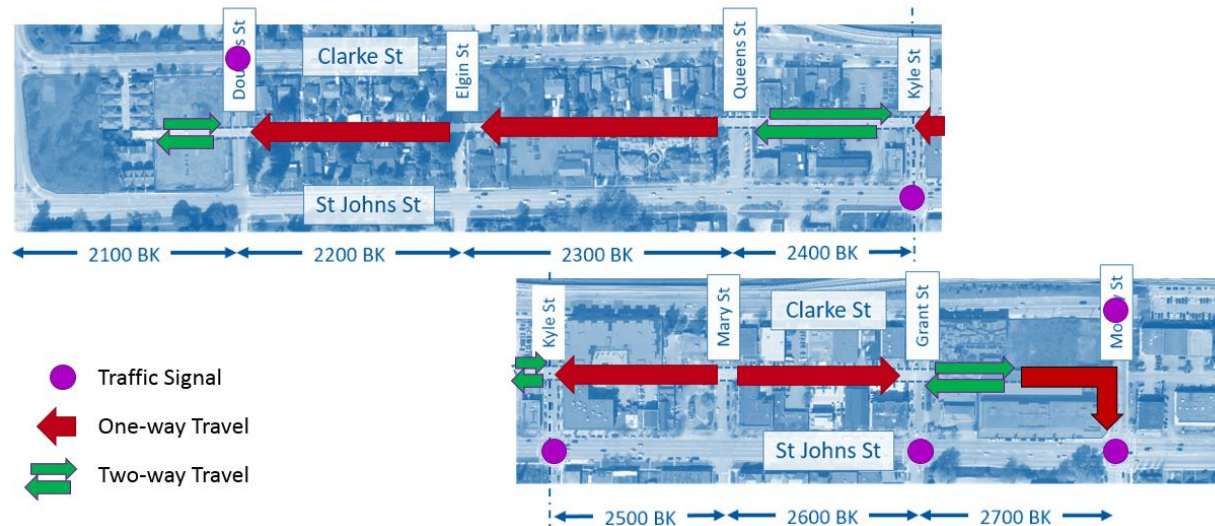 Clarke St
Elgin St
Queens St
Kyle St
St Johns St
2100 BK
2200 BK
2300 BK
2400 BK
Kyle St
Mary St
Clarke St
Grant St
St Johns St
2500 BK
2600 BK
2700 BK
Traffic Signal
One-way Travel
Two-way Travel